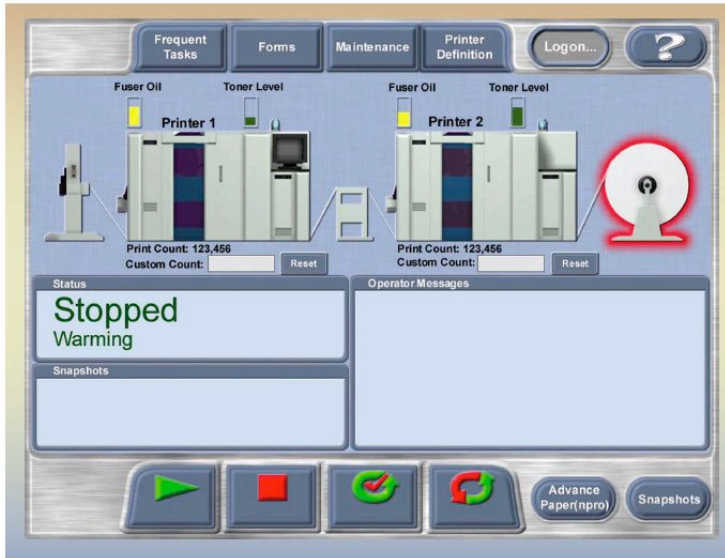 Frequent
Tasks
Forms
Maintenance
Printer
Definition
Logon...
?
Fuser Oil
Toner Level
Fuser Oil
Toner Level
Printer 1
Printer 2
Print Count: 123,456
Print Count: 123,456
Custom Count:
Reset
Custom Count:
Reset
Status
Operator Messages
Stopped
Warming
Snapshots
Advance
Paper(npro)
Snapshots